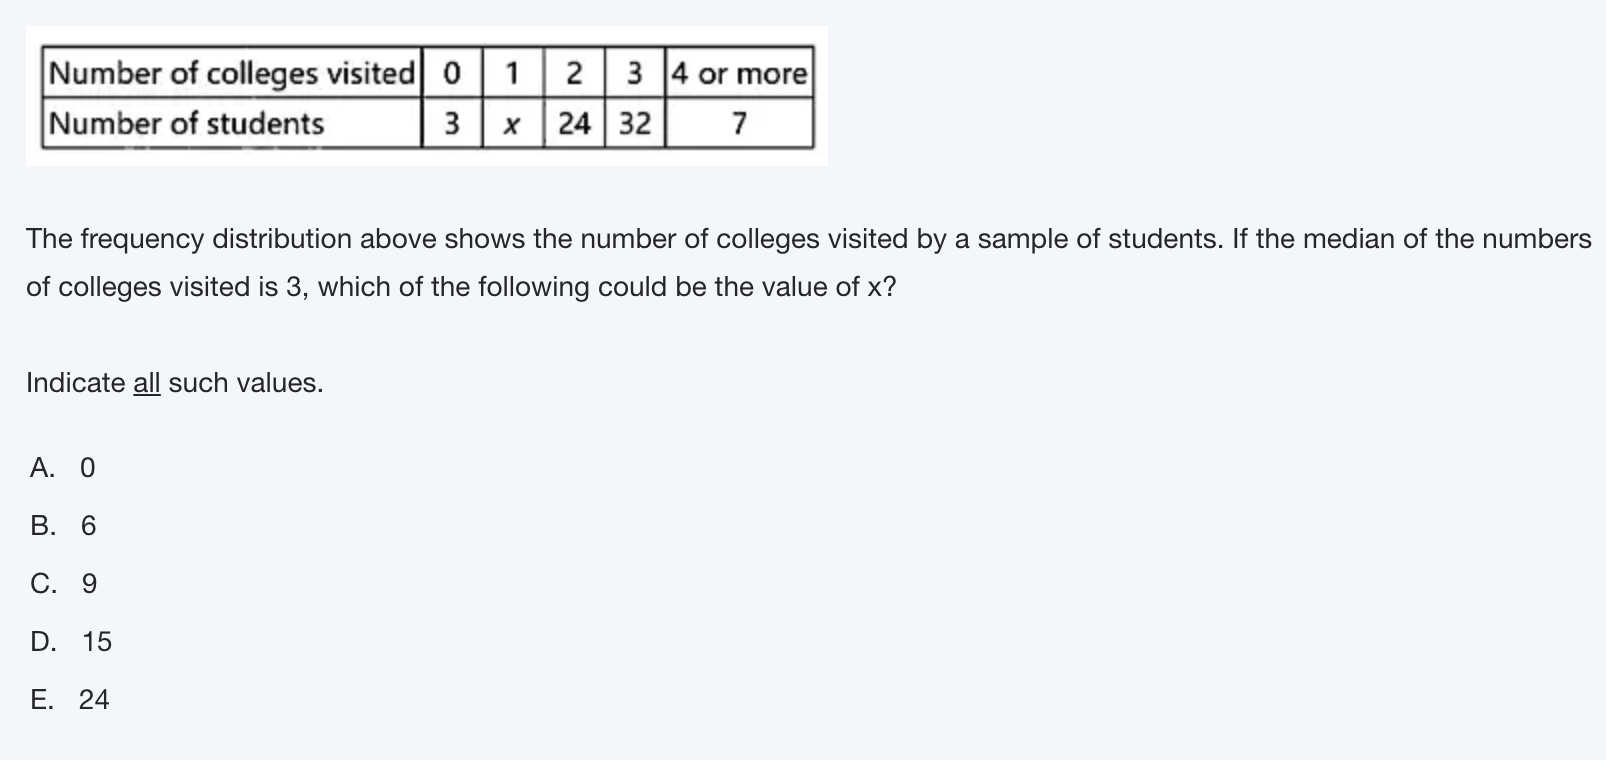 Number of colleges visited 0 1 2 3 4 or more
Number of students 3 x 24 32 7
The frequency distribution above shows the number of colleges visited by a sample of students. If the median of the numbers
of colleges visited is 3, which of the following could be the value of x?
Indicate all such values.
A. 0
B. 6
C. 9
D. 15
E. 24